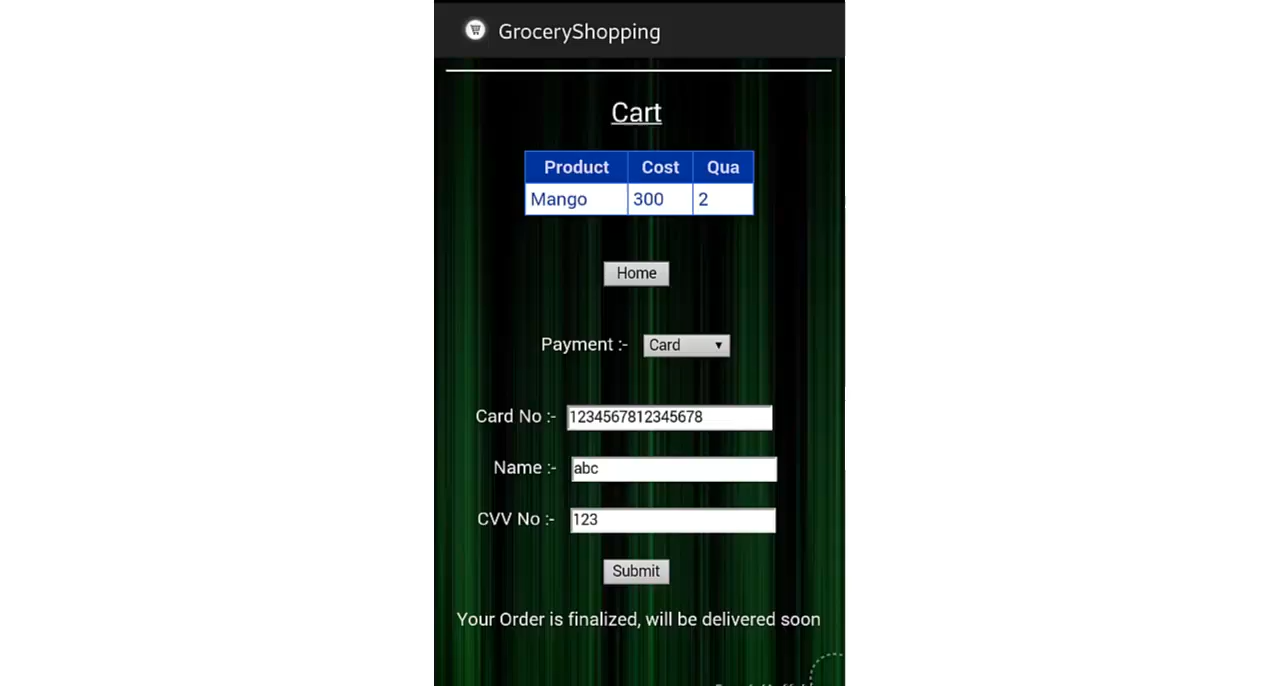 GroceryShopping
Cart
Product Cost Qua
Mango 300 2
Home
Payment :- Card
Card No :- 1234567812345678
Name :- abc
CVV No :- 123
Submit
Your Order is finalized, will be delivered soon